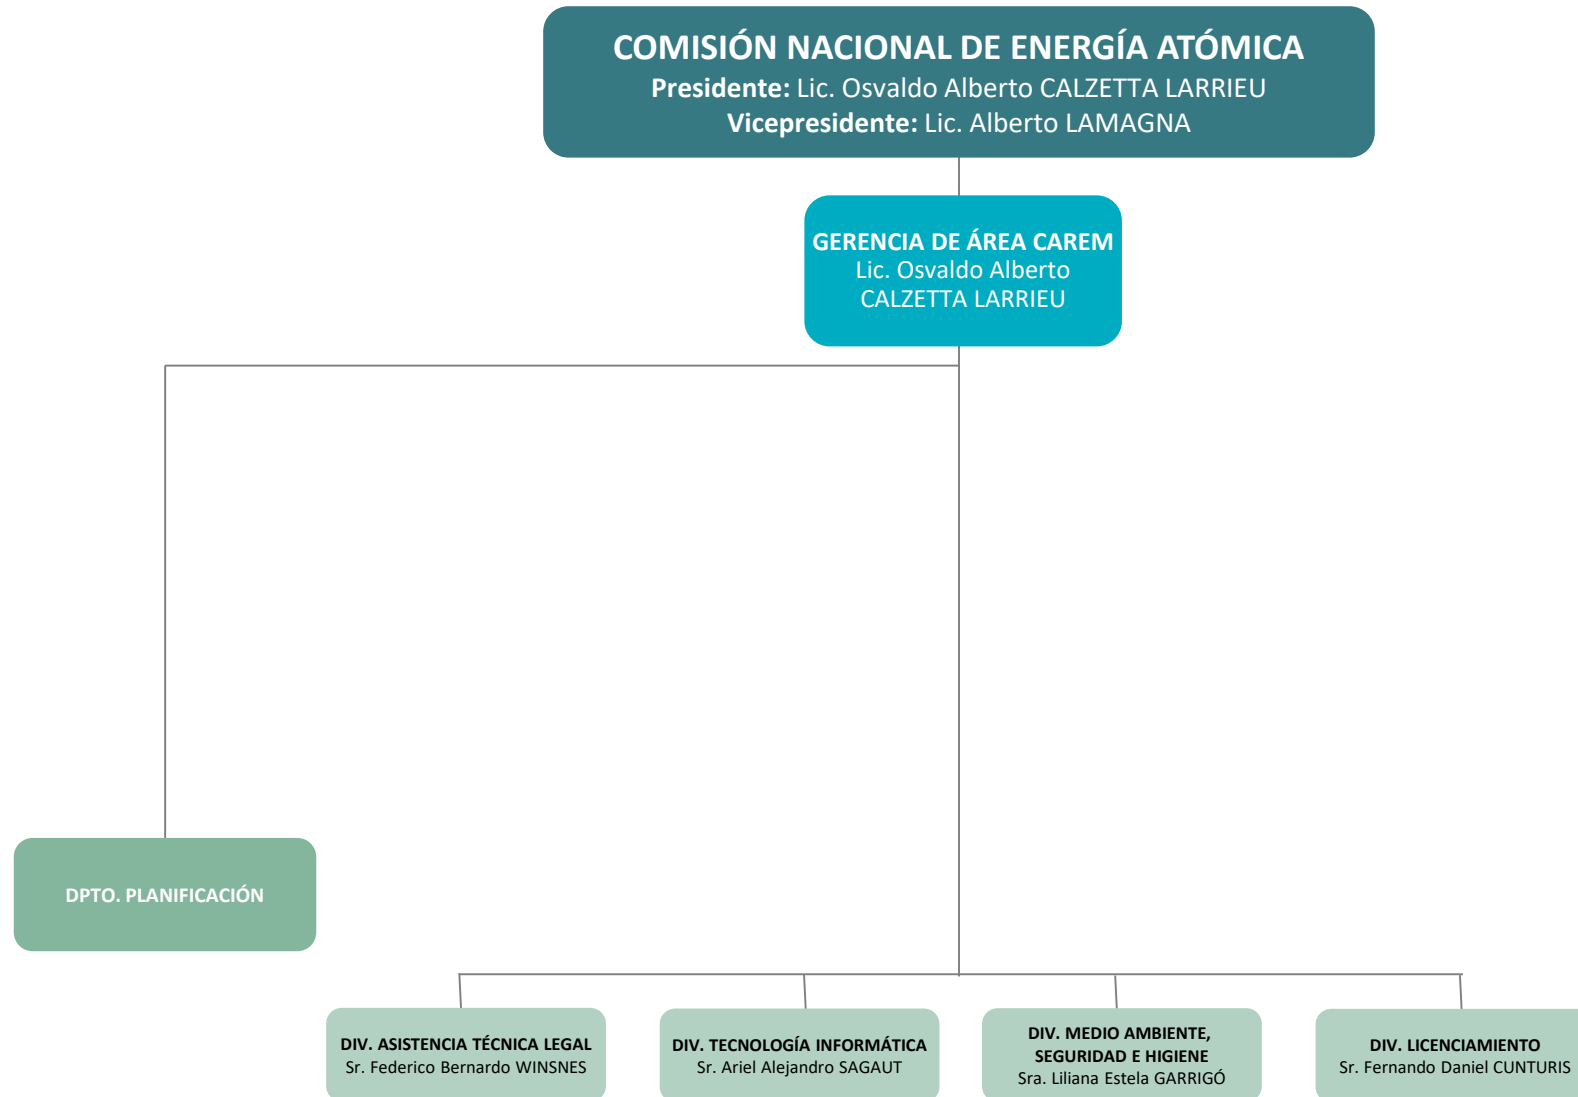 COMISIÓN NACIONAL DE ENERGÍA ATÓMICA
Presidente: Lic. Osvaldo Alberto CALZETTA LARRIEU
Vicepresidente: Lic. Alberto LAMAGNA
GERENCIA DE ÁREA CAREM
Lic. Osvaldo Alberto
CALZETTA LARRIEU
DPTO. PLANIFICACIÓN
DIV. ASISTENCIA TÉCNICA LEGAL
Sr. Federico Bernardo WINSNES
DIV. TECNOLOGÍA INFORMÁTICA
Sr. Ariel Alejandro SAGAUT
DIV. MEDIO AMBIENTE,
SEGURIDAD E HIGIENE
Sra. Liliana Estela GARRIGÓ
DIV. LICENCIAMIENTO
Sr. Fernando Daniel CUNTURIS